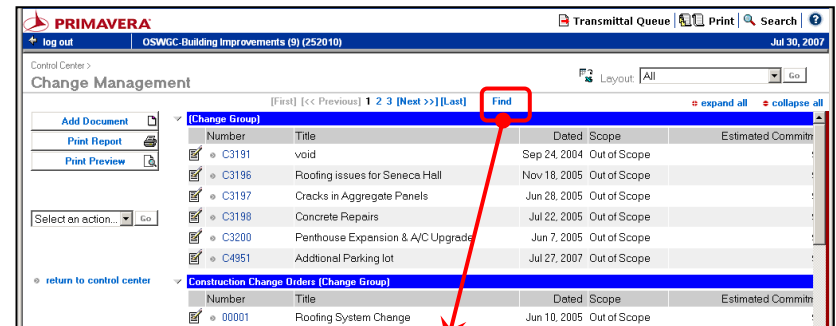 PRIMAVERA Transmittal Queue Print Search
log out OSWGC-Building Improvements (9) (252010) Jul 30, 2007
Control Center >
Change Management Layout: All Go
[First] [<< Previous] 1 2 3 [Next >>] [Last] Find expand all collapse all
Add Document (Change Group)
Print Report Number Title Dated Scope Estimated Commitm
Print Preview C3191 void Sep 24, 2004 Out of Scope
C3196 Roofing issues for Seneca Hall Nov 18, 2005 Out of Scope
C3197 Cracks in Aggregate Panels Jun 28, 2005 Out of Scope
Select an action... Go C3198 Concrete Repairs Jul 22, 2005 Out of Scope
C3200 Penthouse Expansion & A/C Upgrade Jun 7, 2005 Out of Scope
C4951 Addtional Parking lot Jul 27, 2007 Out of Scope
return to control center Construction Change Orders (Change Group)
Number Title Dated Scope Estimated Commitm
00001 Roofing System Change Jun 10, 2005 Out of Scope